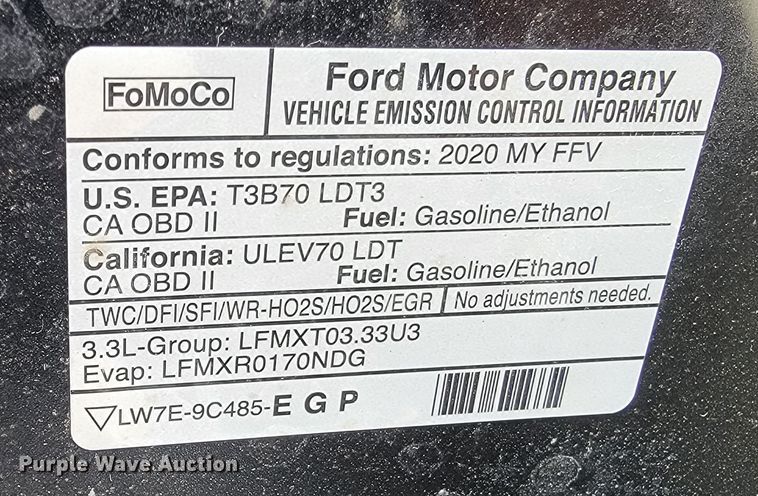 FoMoCo
Ford Motor Company
VEHICLE EMISSION CONTROL INFORMATION
Conforms to regulations: 2020 MY FFV
U.S. EPA: T3B70 LDT3
CA OBD II Fuel: Gasoline/Ethanol
California: ULEV70 LDT
CA OBD II Fuel: Gasoline/Ethanol
TWC/DFI/SFI/WR-HO2S/HO2S/EGR No adjustments needed.
3.3L-Group: LFMXT03.33U3
Evap: LFMXR0170NDG
▽LW7E-9C485-EGP
Purple Wave Auction